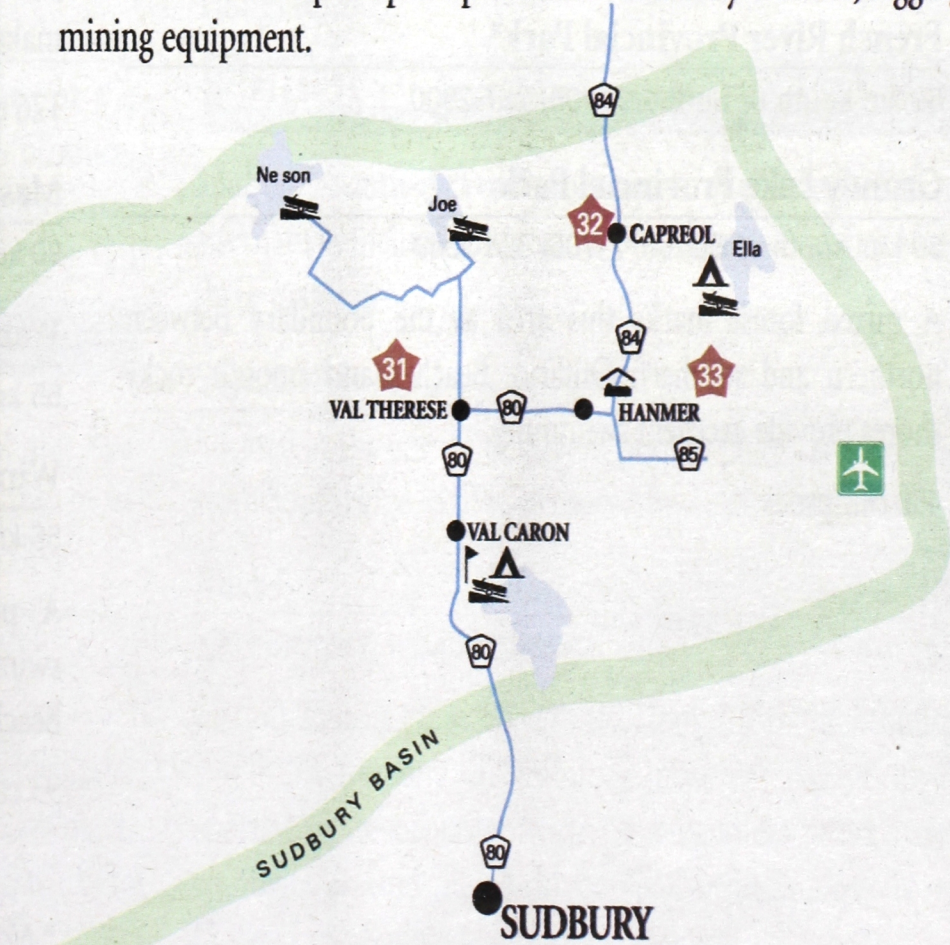 mining equipment.
84
Ne son
Joe
32
CAPREOL
Ella
84
31
33
VAL THERESE
80
HANMER
80
85
VAL CARON
80
SUDBURY BASIN
80
SUDBURY